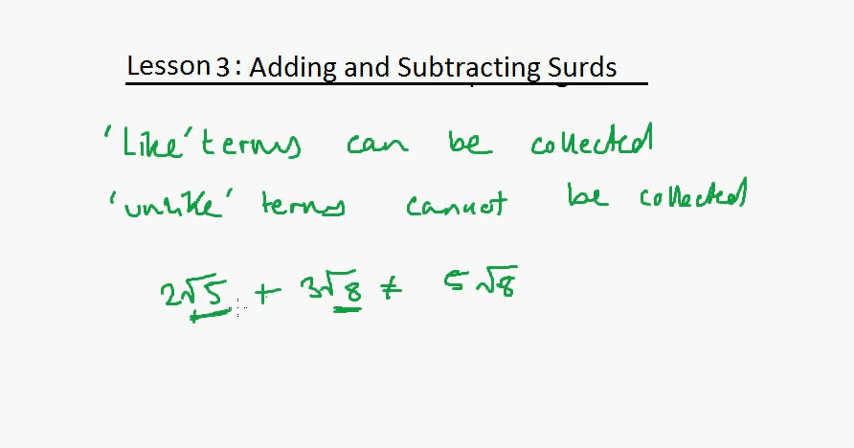 Lesson 3: Adding and Subtracting Surds
'Like' terms can be collected
'unlike' terms cannot be collected
2√5 + 3√8 ≠ 5√8